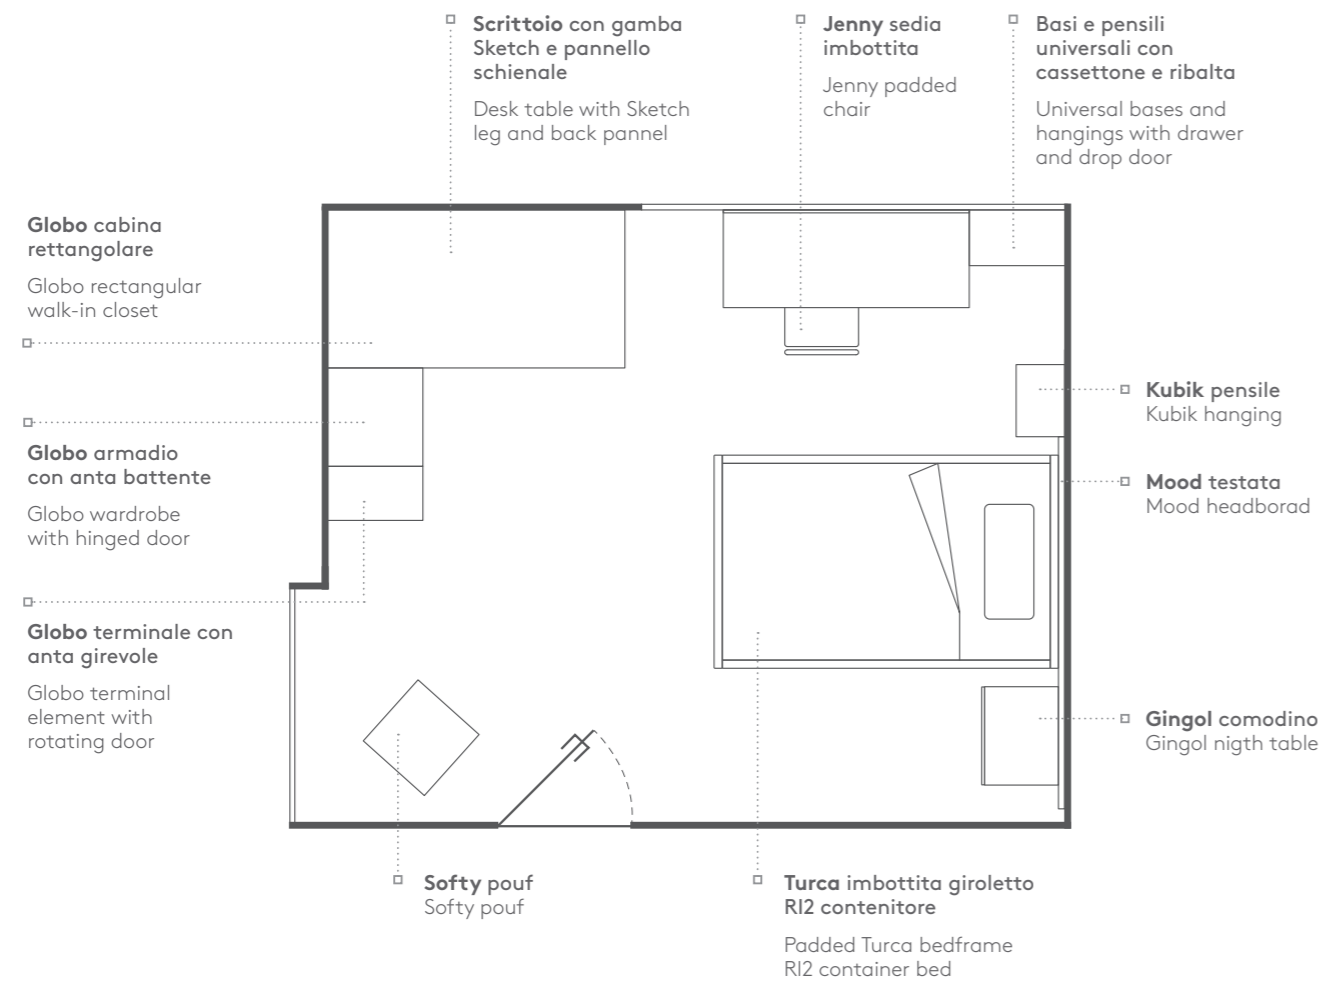 Scrittoio con gamba
Sketch e pannello
schienale
Desk table with Sketch
leg and back pannel
Jenny sedia
imbottita
Jenny padded
chair
Basi e pensili
universali con
cassettone e ribalta
Universal bases and
hangings with drawer
and drop door
Globo cabina
rettangolare
Globo rectangular
walk-in closet
Globo armadio
con anta battente
Globo wardrobe
with hinged door
Globo terminale con
anta girevole
Globo terminal
element with
rotating door
Kubik pensile
Kubik hanging
Mood testata
Mood headborad
Gingol comodino
Gingol nigth table
Softy pouf
Softy pouf
Turca imbottita giroletto
RI2 contenitore
Padded Turca bedframe
RI2 container bed